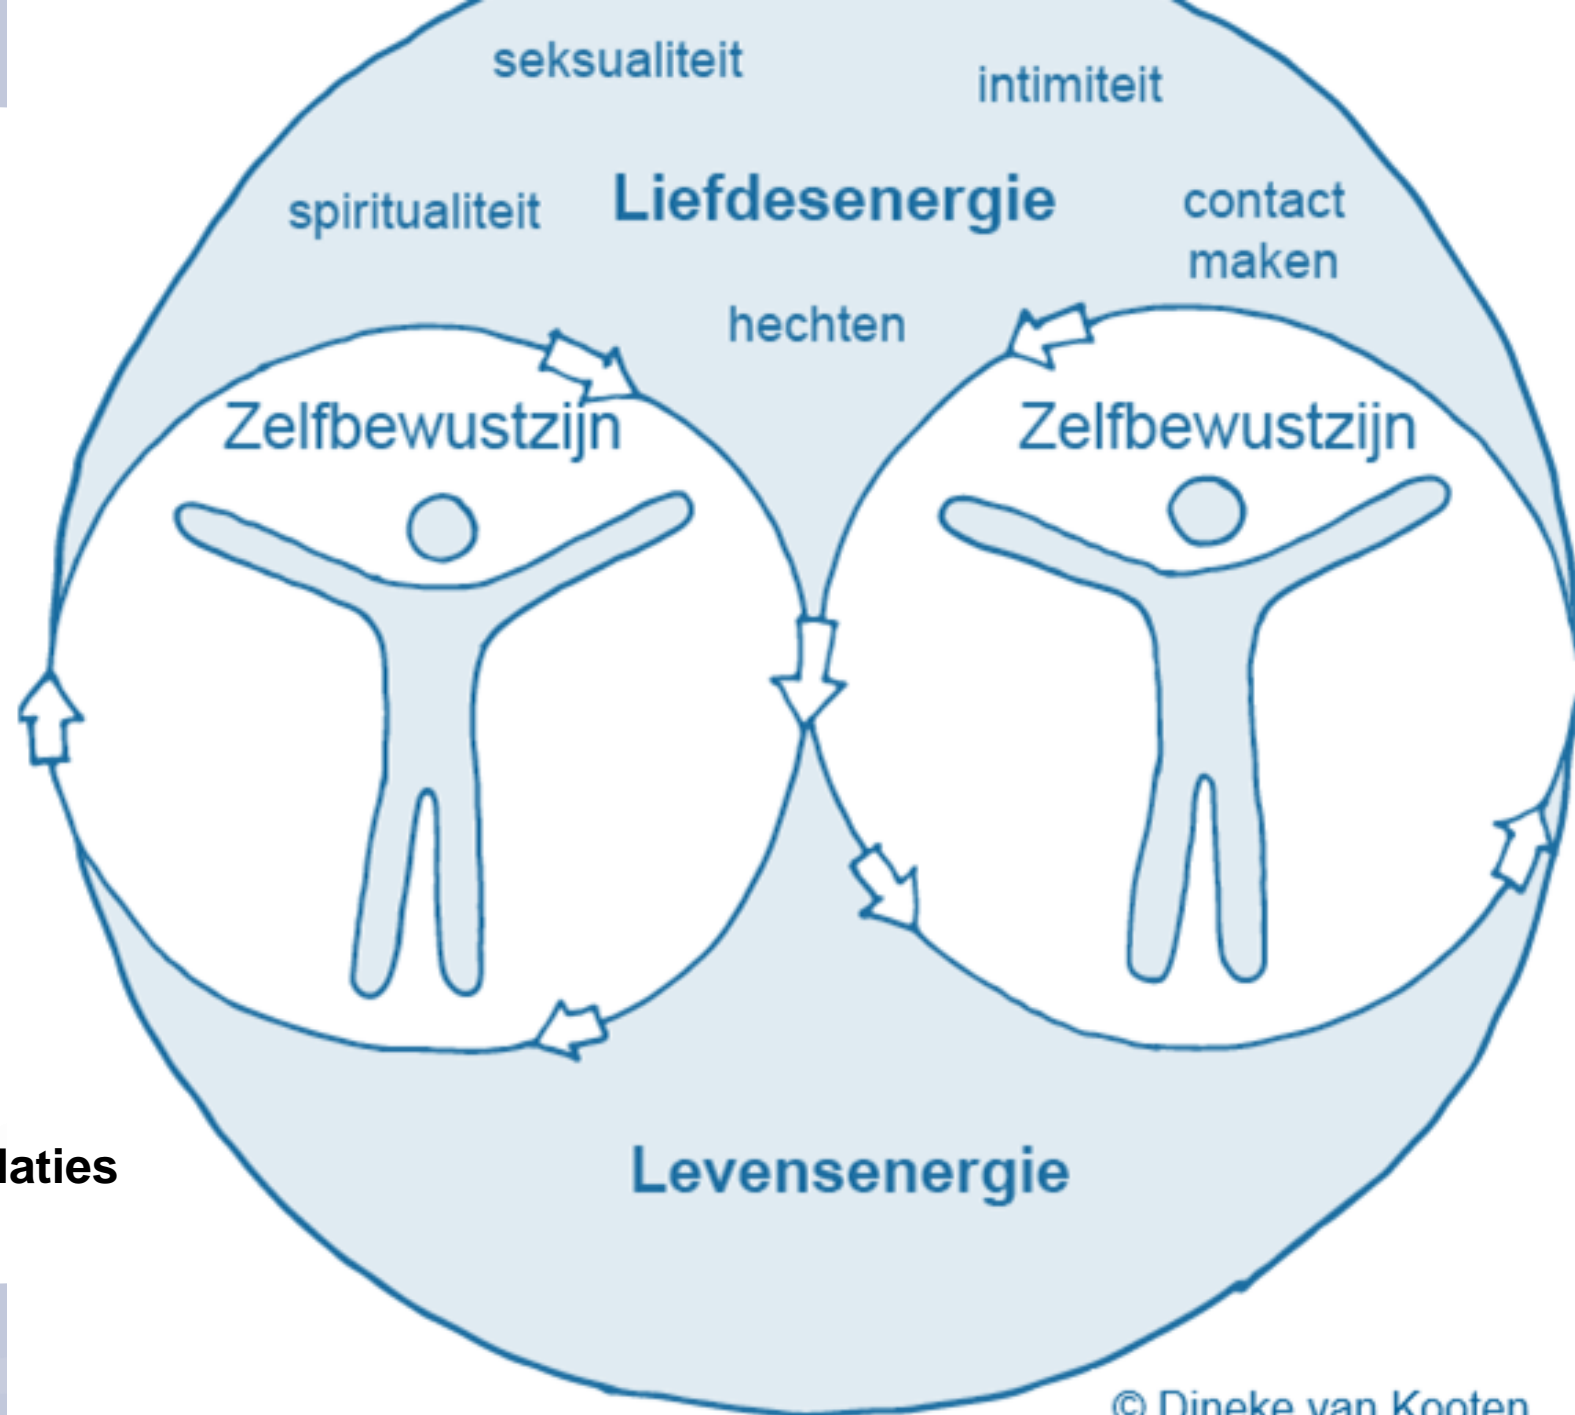 seksualiteit
intimiteit
spiritualiteit
Liefdesenergie
contact
maken
hechten
Zelfbewustzijn
Zelfbewustzijn
laties
Levensenergie
© Dineke van Kooten